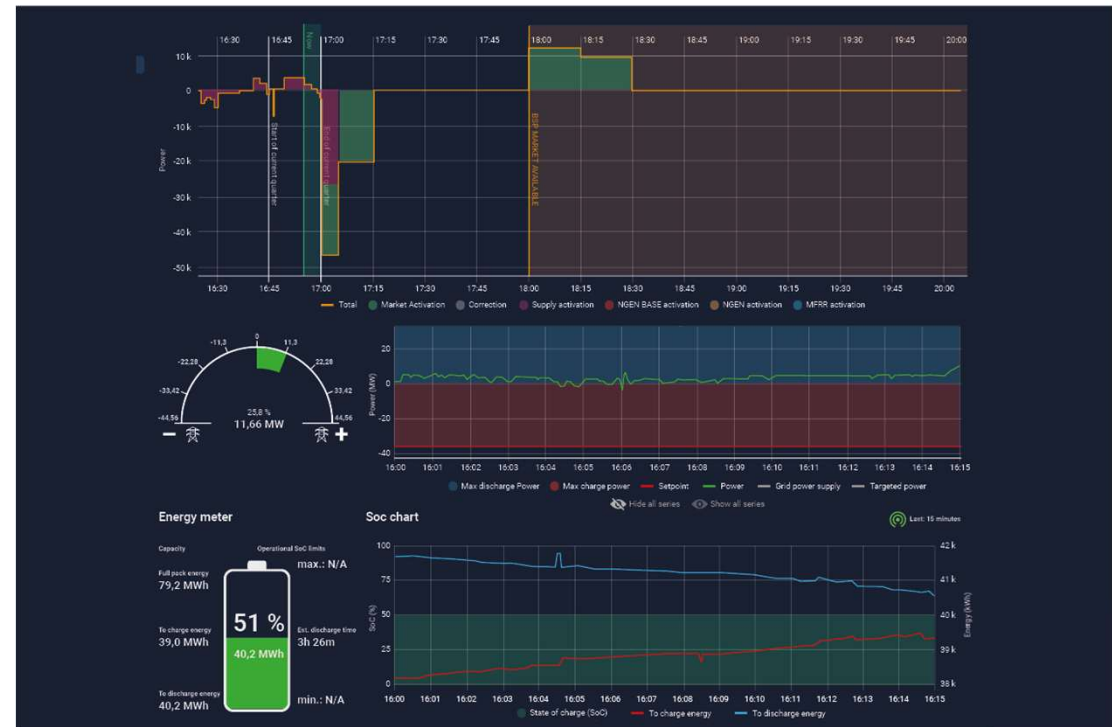 16:30 16:45 Now 17:00 17:15 17:30 17:45 18:00 18:15 18:30 18:45 19:00 19:15 19:30 19:45 20:00
10 k
0
-10 k
-20 k
-30 k
-40 k
-50 k
Power
Start of current quarter
End of current quarter
BSP MARKET AVAILABLE
16:30 16:45 17:00 17:15 17:30 17:45 18:00 18:15 18:30 18:45 19:00 19:15 19:30 19:45 20:00
Total Market Activation Correction Supply activation NGEN BASE activation NGEN activation MFRR activation
-44,56 -33,42 -22,28 -11,3 0 11,3 22,28 33,42 44,56
25,8 %
11,66 MW
− +
Power (MW)
20
0
-20
-40
16:00 16:01 16:02 16:03 16:04 16:05 16:06 16:07 16:08 16:09 16:10 16:11 16:12 16:13 16:14 16:15
Max discharge Power Max charge power Setpoint Power Grid power supply Targeted power
Hide all series Show all series
Energy meter
Capacity
Operational SoC limits
max.: N/A
Full pack energy
79,2 MWh
51 %
To charge energy
39,0 MWh
Est. discharge time
3h 26m
40,2 MWh
To discharge energy
40,2 MWh
min.: N/A
Soc chart
Last: 15 minutes
SoC (%)
100
75
50
25
0
42 k
41 k
40 k
39 k
38 k
Energy (kWh)
16:00 16:01 16:02 16:03 16:04 16:05 16:06 16:07 16:08 16:09 16:10 16:11 16:12 16:13 16:14 16:15
State of charge (SoC) To charge energy To discharge energy